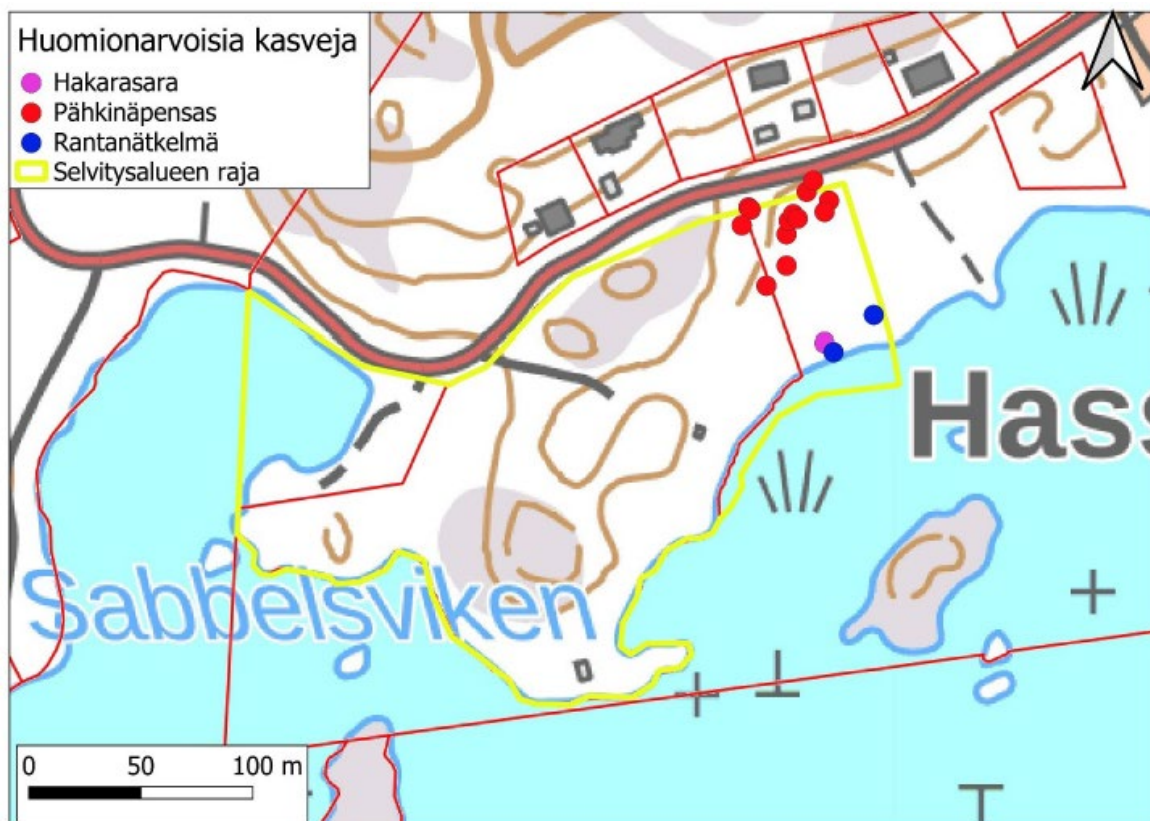 Huomionarvoisia kasveja
Hakarasara
Pähkinäpensas
Rantanätkelmä
Selvitysalueen raja
Hass
Sabbelsviken
0 50 100 m